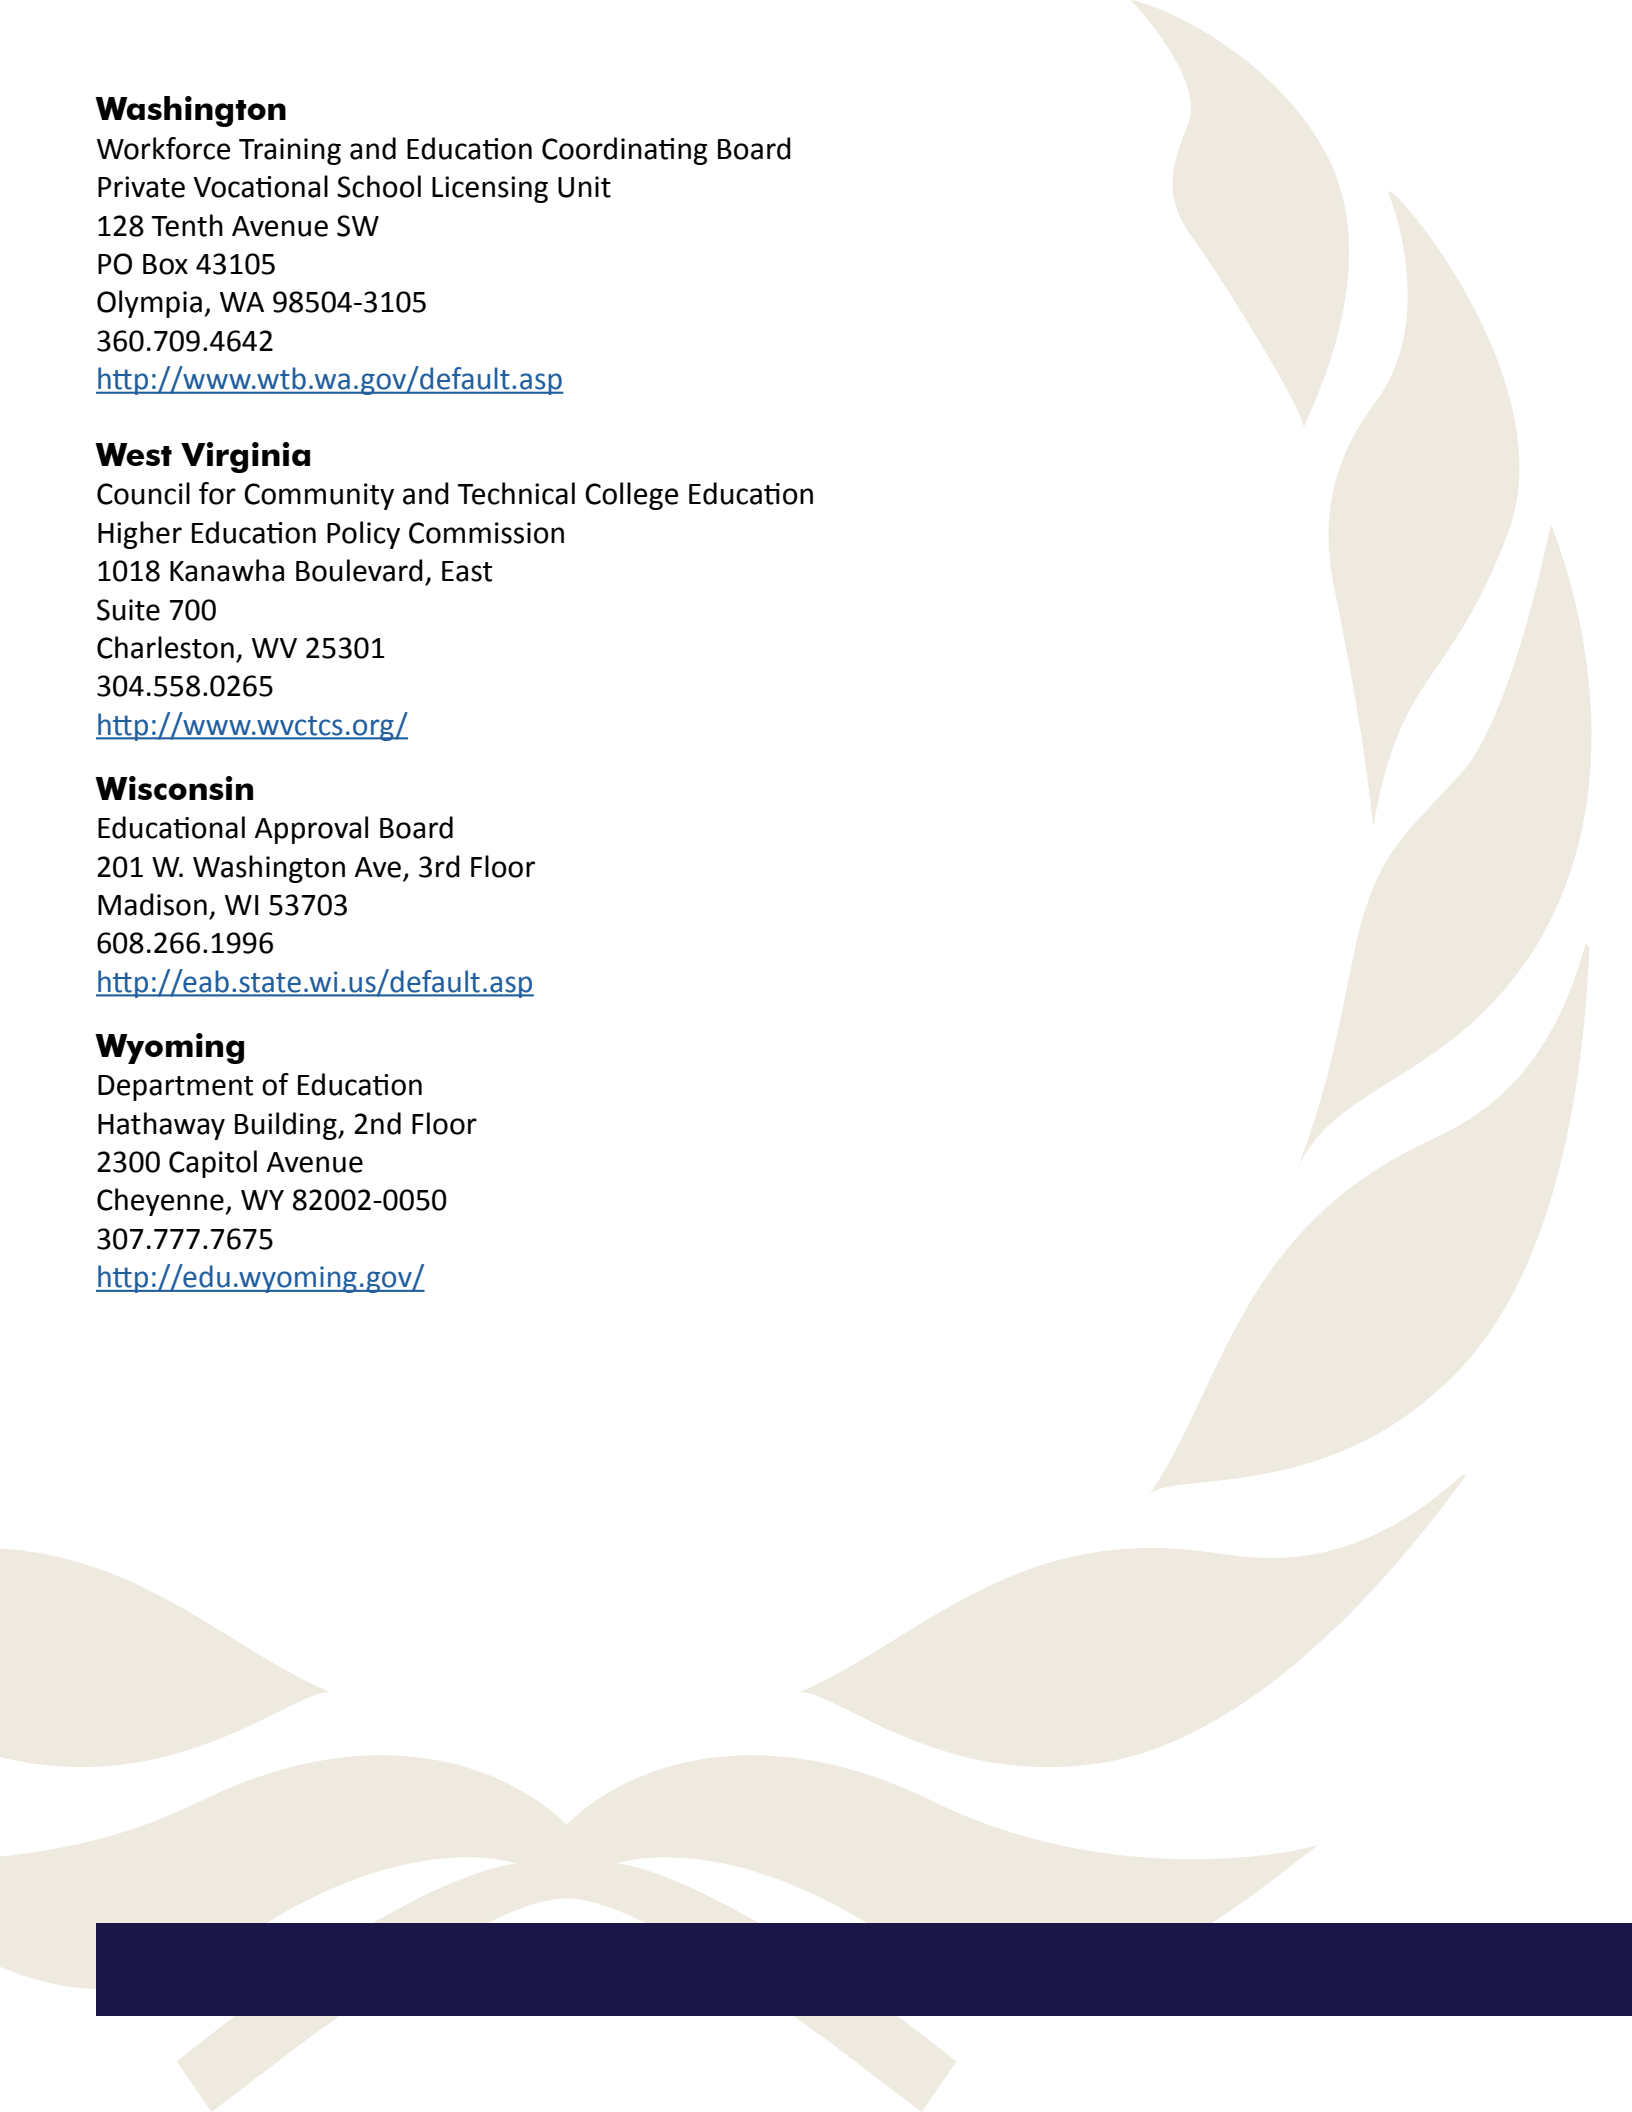 Washington
Workforce Training and Education Coordinating Board
Private Vocational School Licensing Unit
128 Tenth Avenue SW
PO Box 43105
Olympia, WA 98504-3105
360.709.4642
http://www.wtb.wa.gov/default.asp
West Virginia
Council for Community and Technical College Education
Higher Education Policy Commission
1018 Kanawha Boulevard, East
Suite 700
Charleston, WV 25301
304.558.0265
http://www.wvctcs.org/
Wisconsin
Educational Approval Board
201 W. Washington Ave, 3rd Floor
Madison, WI 53703
608.266.1996
http://eab.state.wi.us/default.asp
Wyoming
Department of Education
Hathaway Building, 2nd Floor
2300 Capitol Avenue
Cheyenne, WY 82002-0050
307.777.7675
http://edu.wyoming.gov/